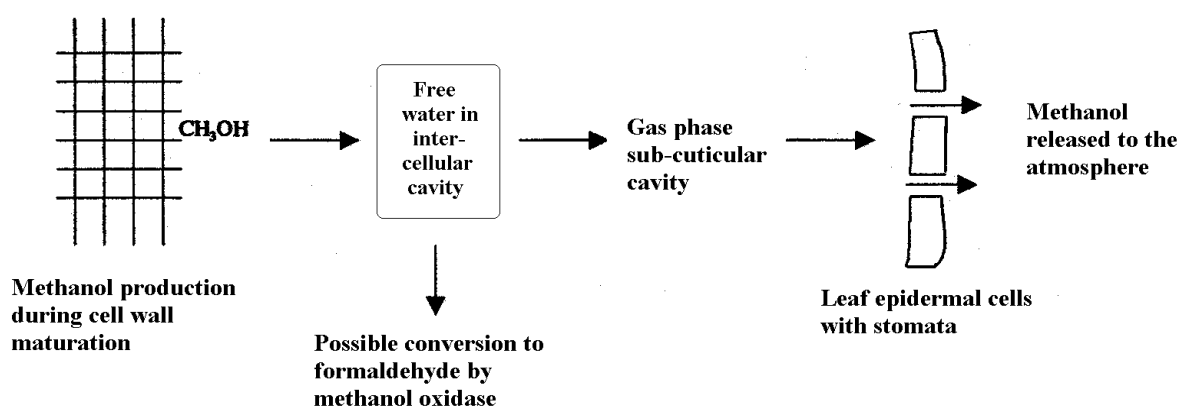 CH3OH
Free
water in
inter-
cellular
cavity
Gas phase
sub-cuticular
cavity
Methanol
released to the
atmosphere
Methanol production
during cell wall
maturation
Possible conversion to
formaldehyde by
methanol oxidase
Leaf epidermal cells
with stomata